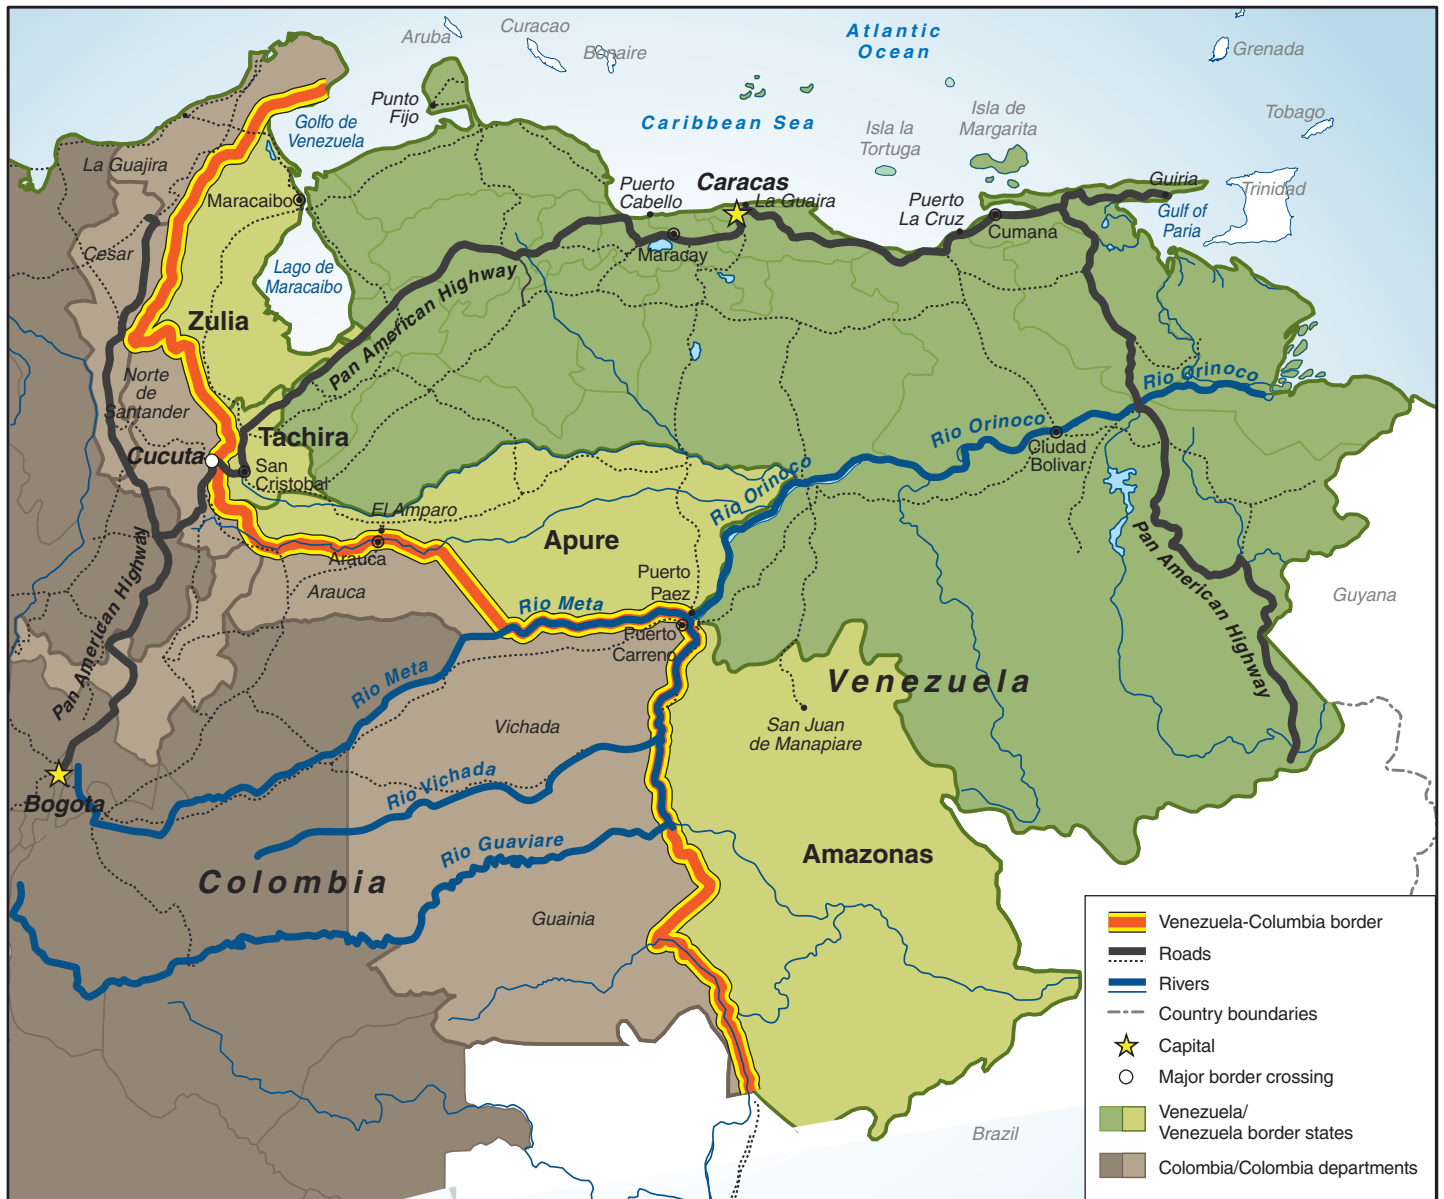 Atlantic
Ocean
Curacao
Aruba
Bonaire
Grenada
Punto
Fijo
Isla de
Margarita
Tobago
Golfo de
Venezuela
Caribbean Sea
Isla la
Tortuga
La Guajira
Puerto
Cabello
Caracas
La Guaira
Guiria
Trinidad
Maracaibo
Puerto
La Cruz
Cumana
Gulf of
Paria
Cesar
Maracay
Lago de
Maracaibo
Pan American Highway
Zulia
Norte
de
Santander
Rio Orinoco
Rio Orinoco
Tachira
Cucuta
San
Cristobal
Ciudad
Bolivar
Rio Orinoco
El Amparo
Apure
Arauca
Pan American Highway
Pan American Highway
Puerto
Paez
Arauca
Rio Meta
Guyana
Puerto
Carreno
Rio Meta
Venezuela
Vichada
San Juan
de Manapiare
Rio Vichada
Bogota
Rio Guaviare
Amazonas
Colombia
Guainia
Brazil
Venezuela-Columbia border
Roads
Rivers
Country boundaries
Capital
Major border crossing
Venezuela/
Venezuela border states
Colombia/Colombia departments